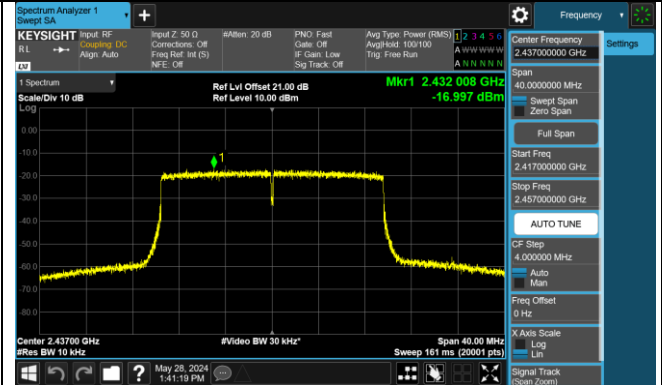 Spectrum Analyzer 1
Swept SA
+
Frequency
KEYSIGHT Input: RF Input Z: 50 Ω #Atten: 20 dB PNO: Fast Avg Type: Power (RMS) 1 2 3 4 5 6
RL Coupling: DC Corrections: Off Gate: Off Avg|Hold: 100/100 A W W W W W
Align: Auto Freq Ref: Int (S) IF Gain: Low Trig: Free Run A N N N N N
LXI NFE: Off Sig Track: Off
Center Frequency
2.437000000 GHz
Settings
1 Spectrum
Scale/Div 10 dB
Ref Lvl Offset 21.00 dB
Ref Level 10.00 dBm
Mkr1 2.432 008 GHz
-16.997 dBm
Log
0.00
-10.0
-20.0
-30.0
-40.0
-50.0
-60.0
-70.0
-80.0
1
Span
40.0000000 MHz
Swept Span
Zero Span
Full Span
Start Freq
2.417000000 GHz
Stop Freq
2.457000000 GHz
AUTO TUNE
CF Step
4.000000 MHz
Auto
Man
Freq Offset
0 Hz
X Axis Scale
Log
Lin
Signal Track
(Span Zoom)
Center 2.43700 GHz #Video BW 30 kHz* Span 40.00 MHz
#Res BW 10 kHz Sweep 161 ms (20001 pts)
? May 28, 2024
1:41:19 PM